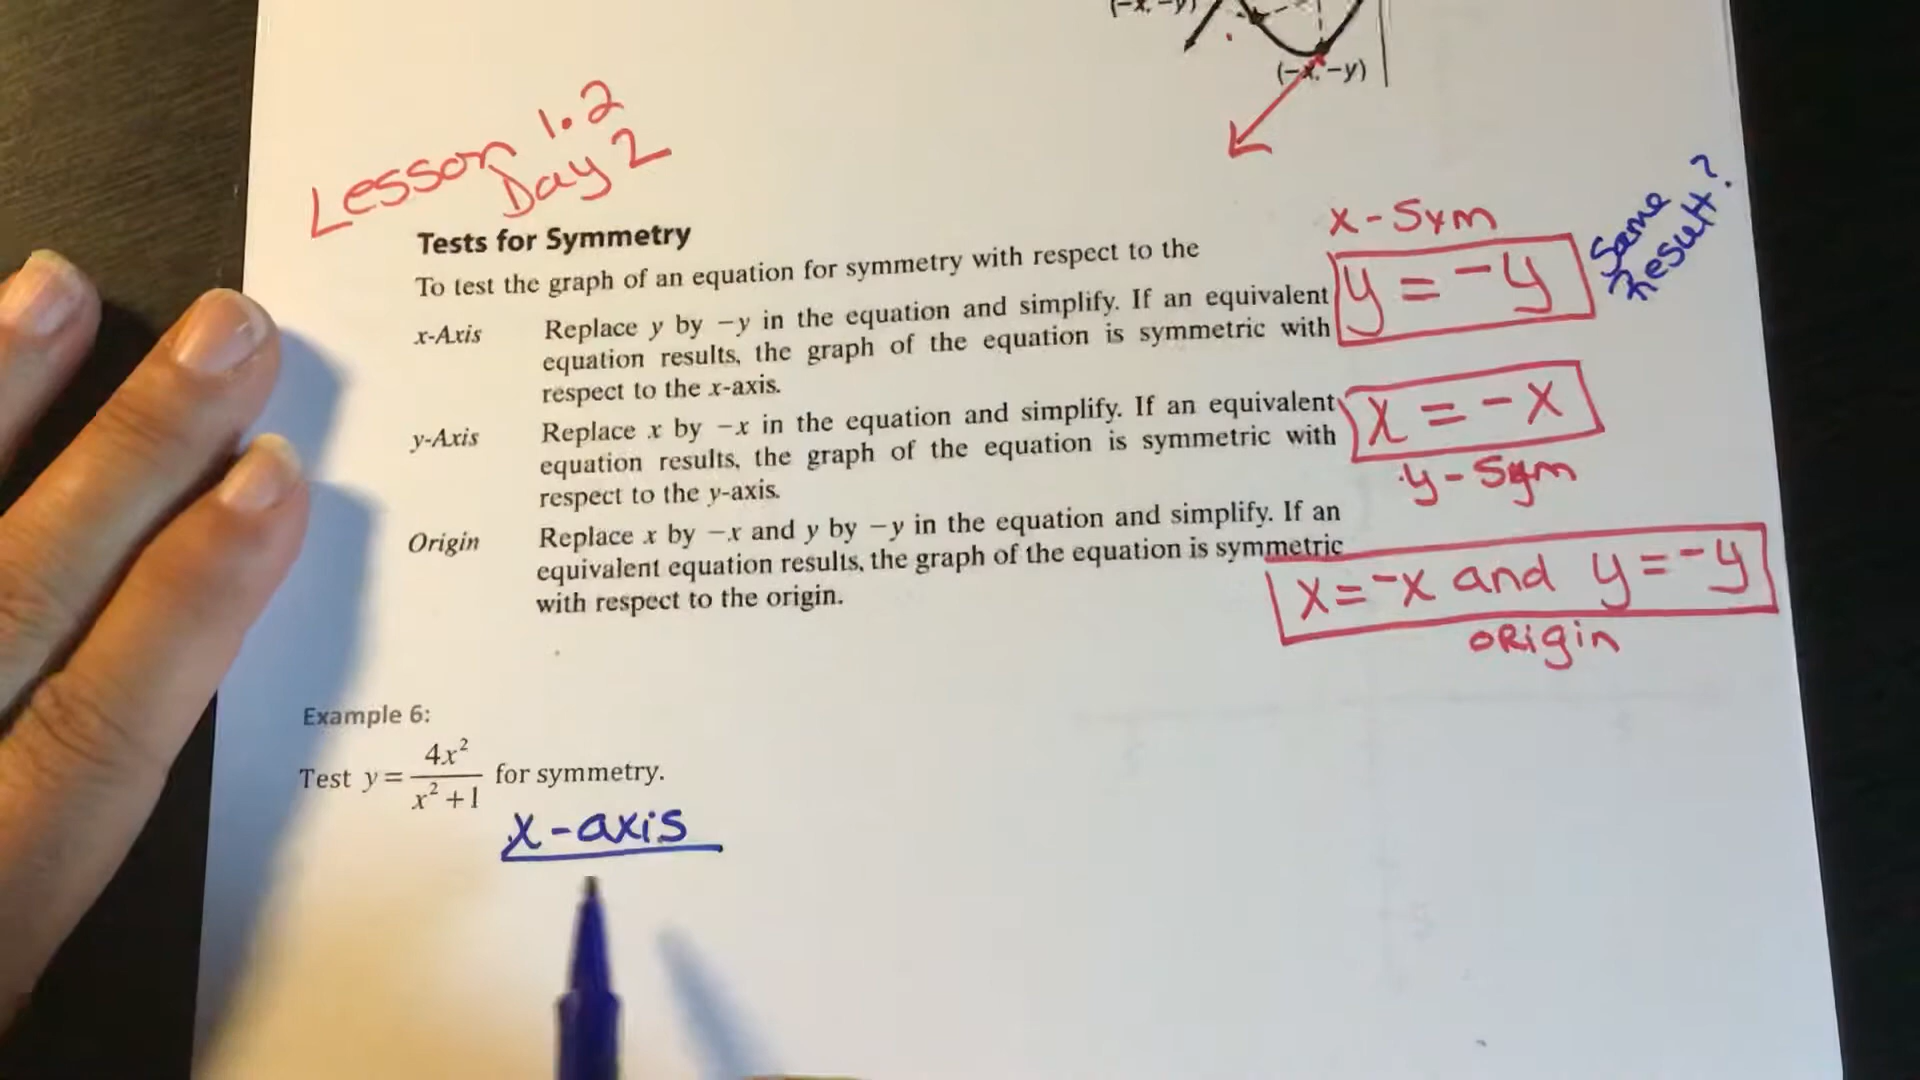 (−x, −y)
(−x, −y)
Lesson 1.2
Day 2
Tests for Symmetry
To test the graph of an equation for symmetry with respect to the
x-Axis Replace y by −y in the equation and simplify. If an equivalent
equation results, the graph of the equation is symmetric with
respect to the x-axis.
y-Axis Replace x by −x in the equation and simplify. If an equivalent
equation results, the graph of the equation is symmetric with
respect to the y-axis.
Origin Replace x by −x and y by −y in the equation and simplify. If an
equivalent equation results, the graph of the equation is symmetric
with respect to the origin.
x-Sym
y = -y
Same
Result?
x = -x
y-Sym
x=-x and y=-y
ORigin
Example 6:
Test y = 4x²/(x² + 1) for symmetry.
x-axis